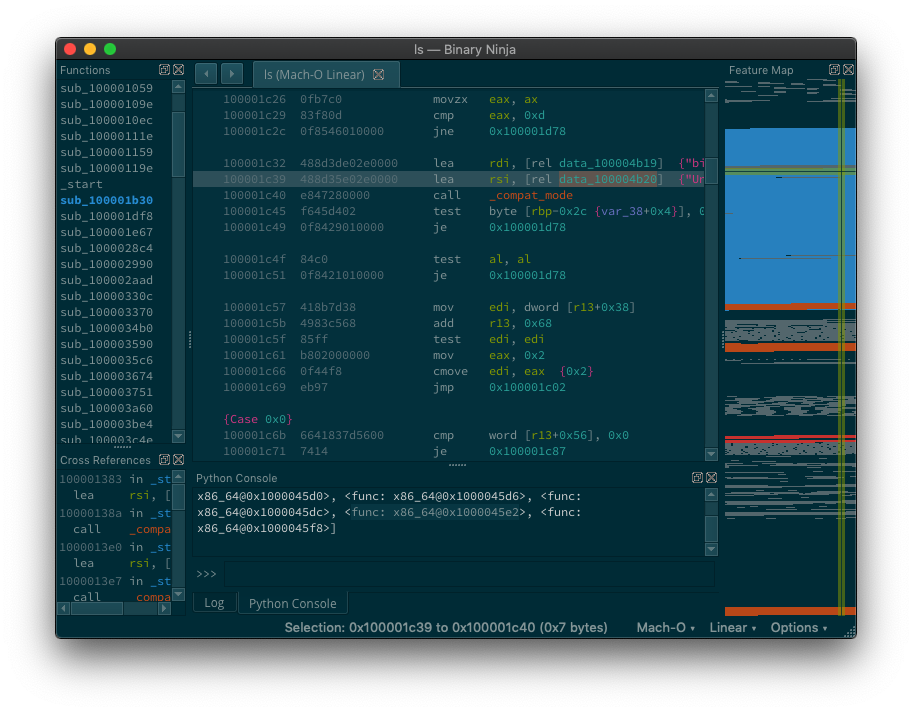 ls — Binary Ninja
Functions
sub_100001059
sub_10000109e
sub_1000010ec
sub_10000111e
sub_100001159
sub_10000119e
_start
sub_100001b30
sub_100001df8
sub_100001e67
sub_1000028c4
sub_100002990
sub_100002aad
sub_10000330c
sub_100003370
sub_1000034b0
sub_100003590
sub_1000035c6
sub_100003674
sub_100003751
sub_100003a60
sub_100003be4
sub_100003c4e
Cross References
100001383 in _st
lea rsi, [
10000138a in _st
call _compa
1000013e0 in _st
lea rsi, [
1000013e7 in _st
call _compa
ls (Mach-O Linear)
100001c26 0fb7c0 movzx eax, ax
100001c29 83f80d cmp eax, 0xd
100001c2c 0f8546010000 jne 0x100001d78
100001c32 488d3de02e0000 lea rdi, [rel data_100004b19] {"bi
100001c39 488d35e02e0000 lea rsi, [rel data_100004b20] {"Un
100001c40 e847280000 call _compat_mode
100001c45 f645d402 test byte [rbp-0x2c {var_38+0x4}], 0
100001c49 0f8429010000 je 0x100001d78
100001c4f 84c0 test al, al
100001c51 0f8421010000 je 0x100001d78
100001c57 418b7d38 mov edi, dword [r13+0x38]
100001c5b 4983c568 add r13, 0x68
100001c5f 85ff test edi, edi
100001c61 b802000000 mov eax, 0x2
100001c66 0f44f8 cmove edi, eax {0x2}
100001c69 eb97 jmp 0x100001c02
{Case 0x0}
100001c6b 6641837d5600 cmp word [r13+0x56], 0x0
100001c71 7414 je 0x100001c87
Python Console
x86_64@0x1000045d0>, <func: x86_64@0x1000045d6>, <func:
x86_64@0x1000045dc>, <func: x86_64@0x1000045e2>, <func:
x86_64@0x1000045f8>]
>>>
Log Python Console
Feature Map
Selection: 0x100001c39 to 0x100001c40 (0x7 bytes) Mach-O Linear Options